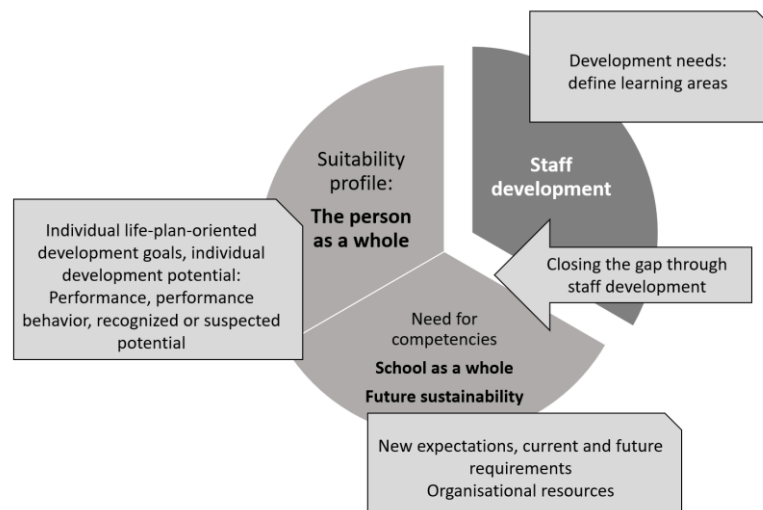 Development needs:
define learning areas
Suitability
profile:
The person
as a whole
Staff
development
Individual life-plan-oriented
development goals, individual
development potential:
Performance, performance
behavior, recognized or suspected
potential
Closing the gap through
staff development
Need for
competencies
School as a whole
Future sustainability
New expectations, current and future
requirements
Organisational resources